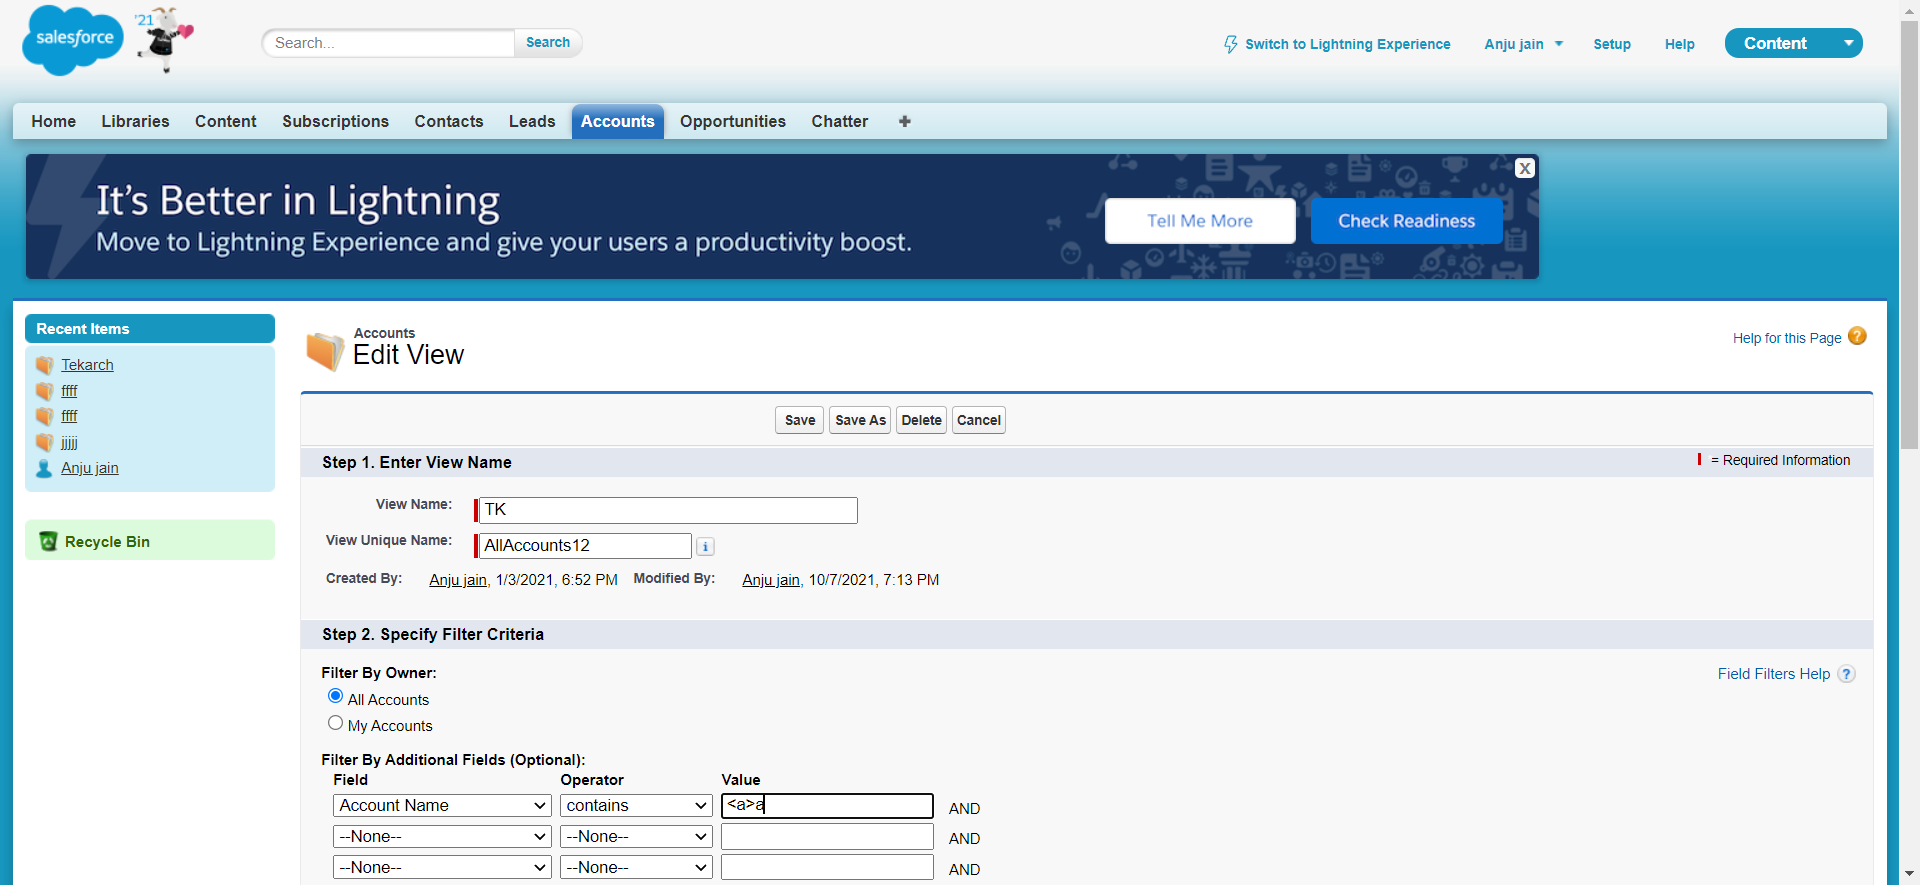 salesforce
'21
Search...
Search
Switch to Lightning Experience
Anju jain
Setup
Help
Content
Home
Libraries
Content
Subscriptions
Contacts
Leads
Accounts
Opportunities
Chatter
+
It's Better in Lightning
Move to Lightning Experience and give your users a productivity boost.
Tell Me More
Check Readiness
X
Recent Items
Tekarch
ffff
ffff
jjjjj
Anju jain
Recycle Bin
Accounts
Edit View
Help for this Page ?
Save
Save As
Delete
Cancel
Step 1. Enter View Name
= Required Information
View Name:
TK
View Unique Name:
AllAccounts12
i
Created By: Anju jain, 1/3/2021, 6:52 PM
Modified By: Anju jain, 10/7/2021, 7:13 PM
Step 2. Specify Filter Criteria
Filter By Owner:
Field Filters Help ?
All Accounts
My Accounts
Filter By Additional Fields (Optional):
Field Operator Value
Account Name contains <a>a AND
--None-- --None-- AND
--None-- --None-- AND